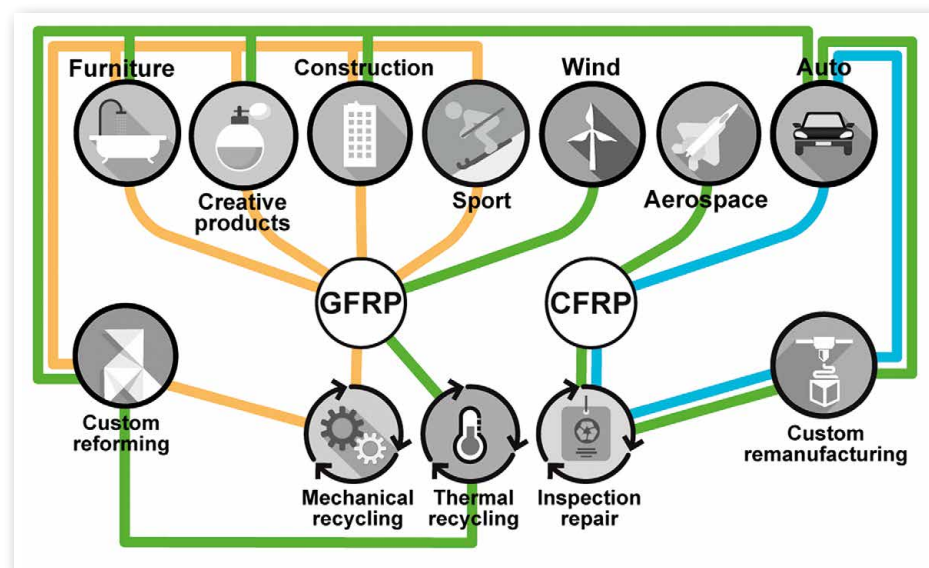 Furniture
Construction
Wind
Auto
Creative
products
Sport
Aerospace
GFRP
CFRP
Custom
reforming
Custom
remanufacturing
Mechanical
recycling
Thermal
recycling
Inspection
repair